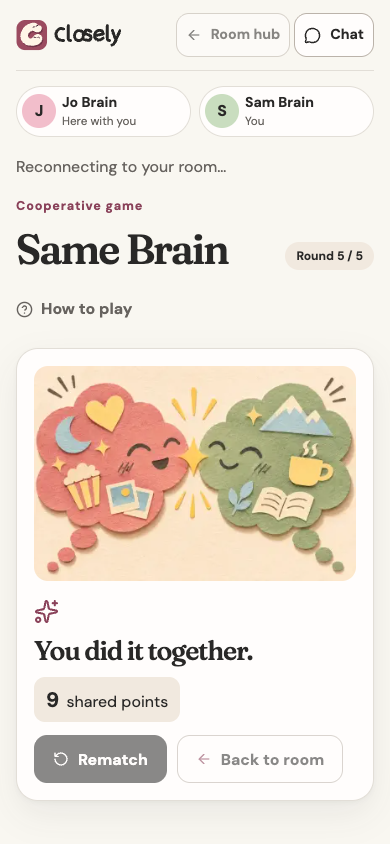 Closely
Room hub
Chat
J
Jo Brain
Here with you
S
Sam Brain
You
Reconnecting to your room...
Cooperative game
Same Brain
Round 5 / 5
How to play
You did it together.
9 shared points
Rematch
Back to room